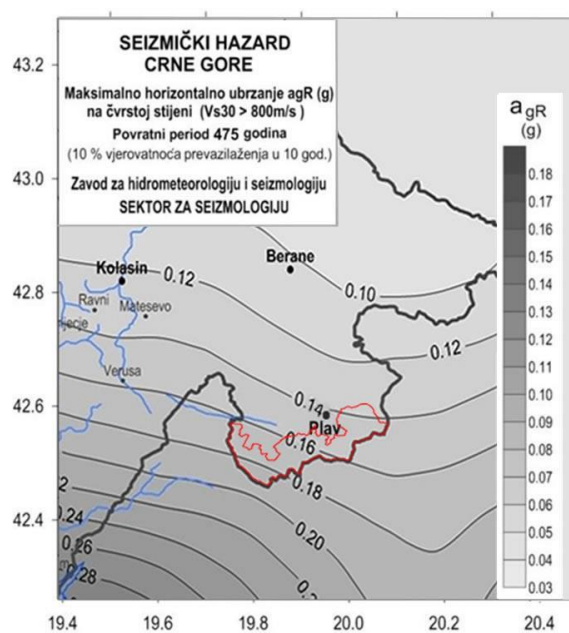 SEIZMIČKI HAZARD
CRNE GORE
Maksimalno horizontalno ubrzanje agR (g)
na čvrstoj stijeni (Vs30 > 800m/s )
Povratni period 475 godina
(10 % vjerovatnoća prevazilaženja u 10 god.)
Zavod za hidrometeorologiju i seizmologiju
SEKTOR ZA SEIZMOLOGIJU
43.2
43.0
42.8
42.6
42.4
19.4
19.6
19.8
20.0
20.2
20.4
a gR
(g)
0.18
0.17
0.16
0.15
0.14
0.13
0.12
0.11
0.10
0.09
0.08
0.07
0.06
0.05
0.04
0.03
Berane
0.10
Kolasin
0.12
Ravni
Matesevo
0.12
Verusa
0.14
Plav
0.16
0.18
0.20
0.24
0.26
0.28